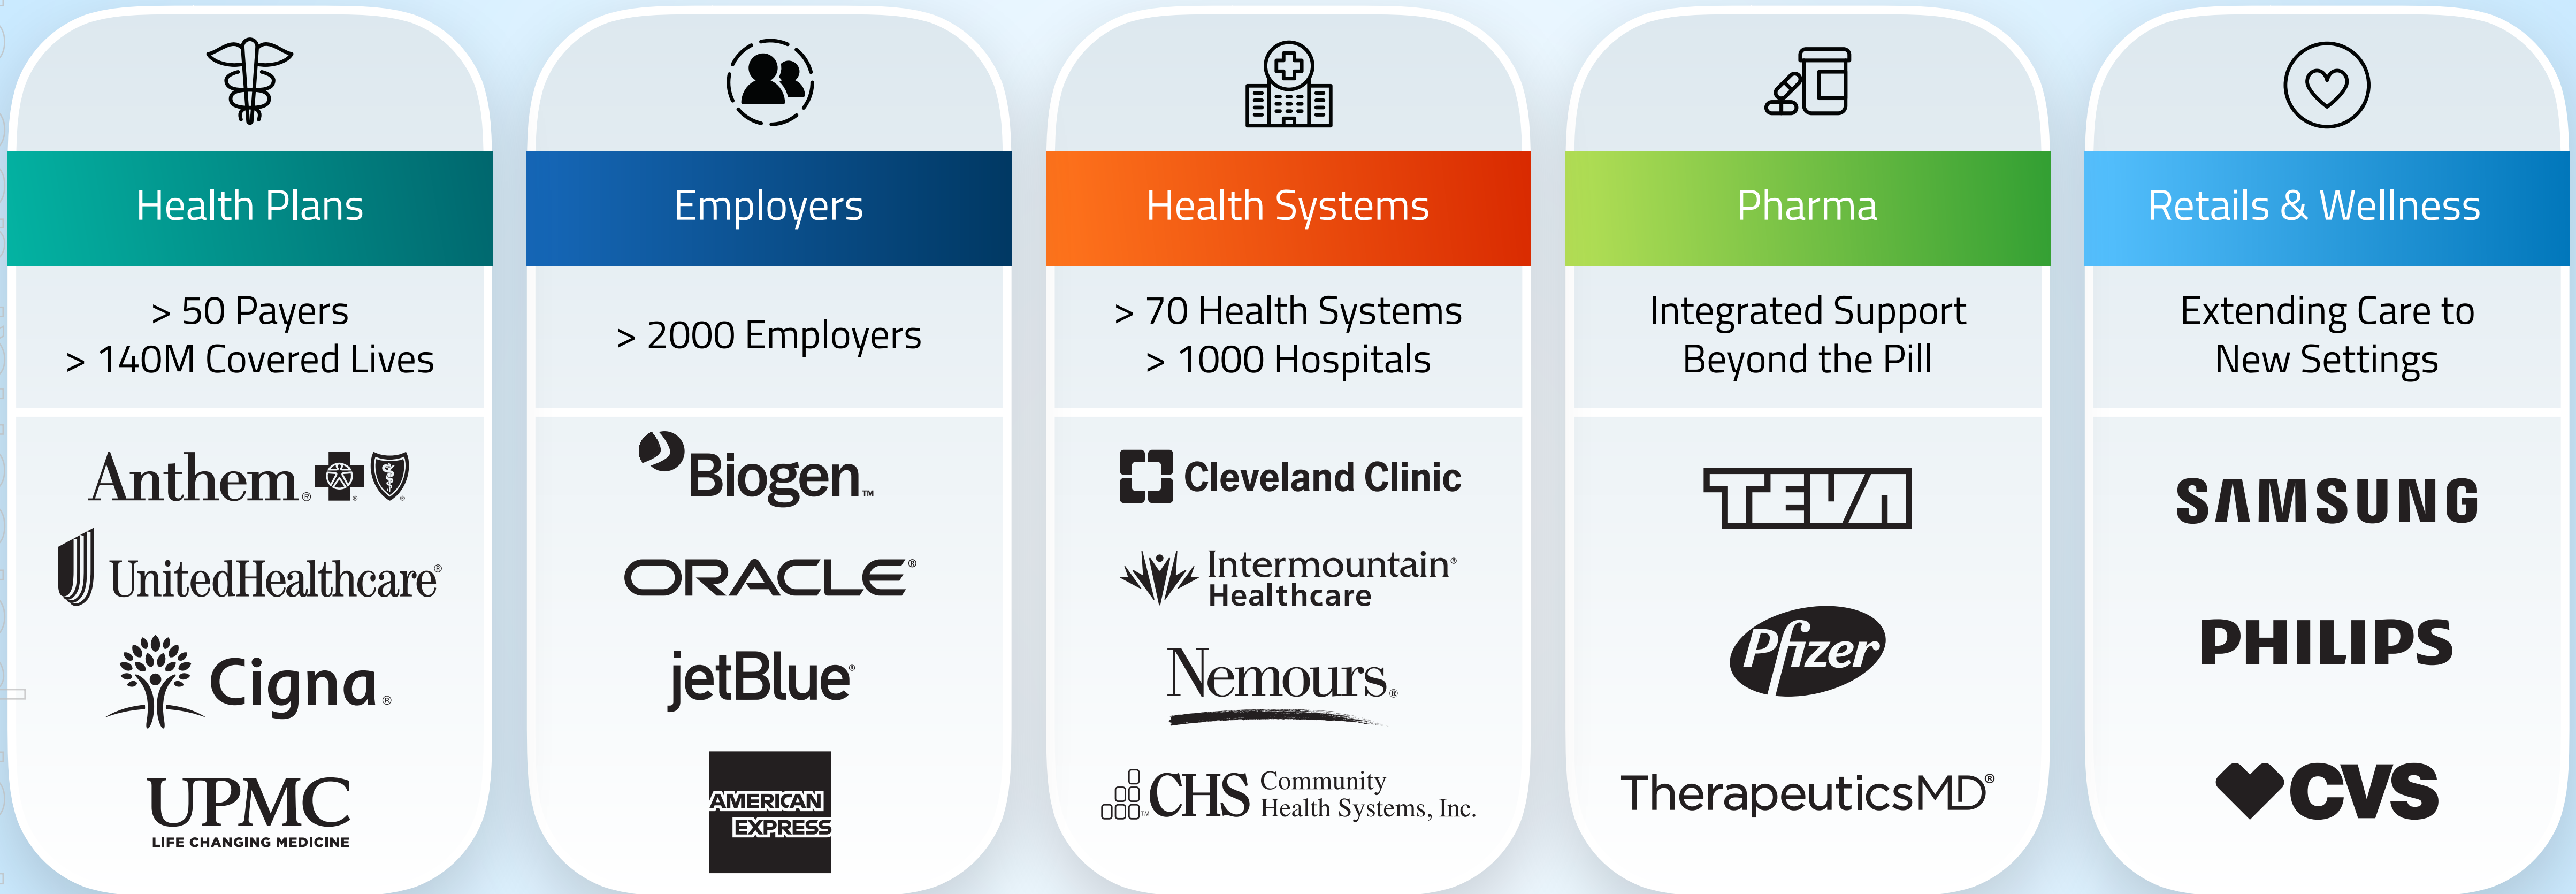 Health Plans
> 50 Payers
> 140M Covered Lives
Anthem®
UnitedHealthcare®
Cigna®
UPMC
LIFE CHANGING MEDICINE
Employers
> 2000 Employers
Biogen™
ORACLE®
jetBlue®
AMERICAN
EXPRESS
Health Systems
> 70 Health Systems
> 1000 Hospitals
Cleveland Clinic
Intermountain®
Healthcare
Nemours®
CHS Community
Health Systems, Inc.
Pharma
Integrated Support
Beyond the Pill
TEVA
Pfizer
TherapeuticsMD®
Retails & Wellness
Extending Care to
New Settings
SAMSUNG
PHILIPS
CVS